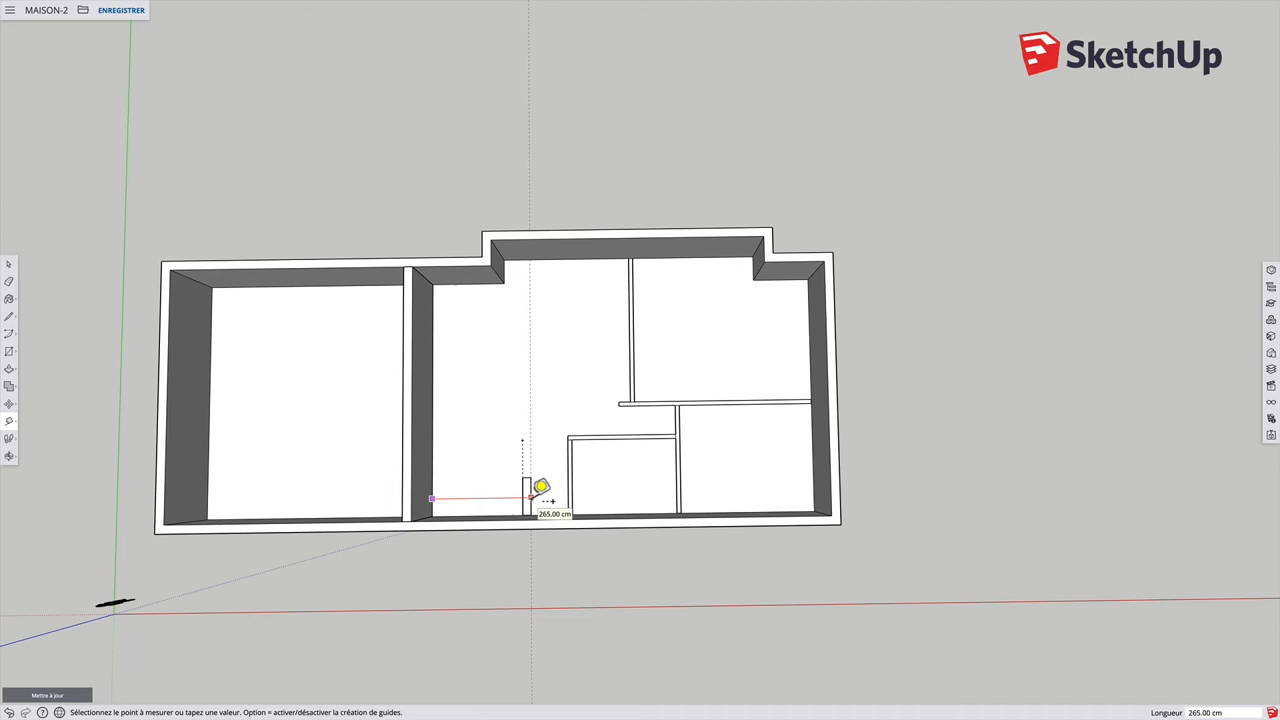 MAISON-2
ENREGISTRER
SketchUp
265.00 cm
Mettre à jour
Sélectionnez le point à mesurer ou tapez une valeur. Option = activer/désactiver la création de guides.
Longueur
265.00 cm